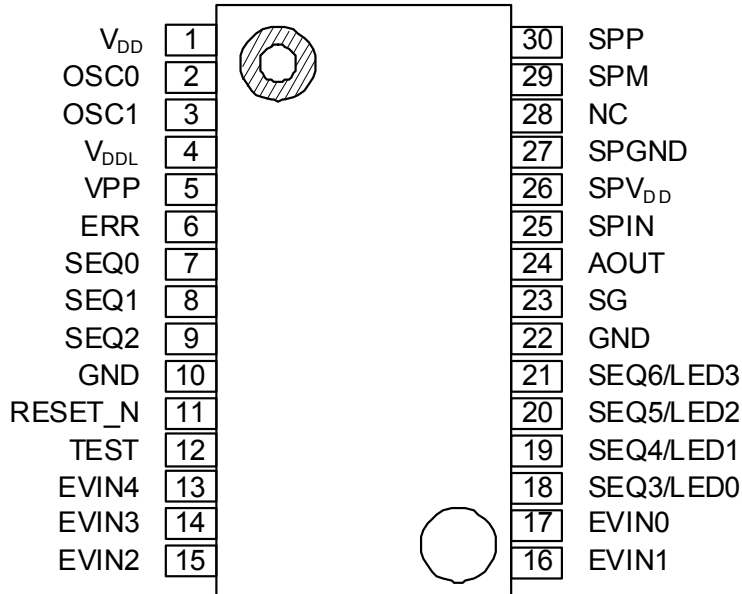 V_DD 1 30 SPP
OSC0 2 29 SPM
OSC1 3 28 NC
V_DDL 4 27 SPGND
VPP 5 26 SPV_DD
ERR 6 25 SPIN
SEQ0 7 24 AOUT
SEQ1 8 23 SG
SEQ2 9 22 GND
GND 10 21 SEQ6/LED3
RESET_N 11 20 SEQ5/LED2
TEST 12 19 SEQ4/LED1
EVIN4 13 18 SEQ3/LED0
EVIN3 14 17 EVIN0
EVIN2 15 16 EVIN1